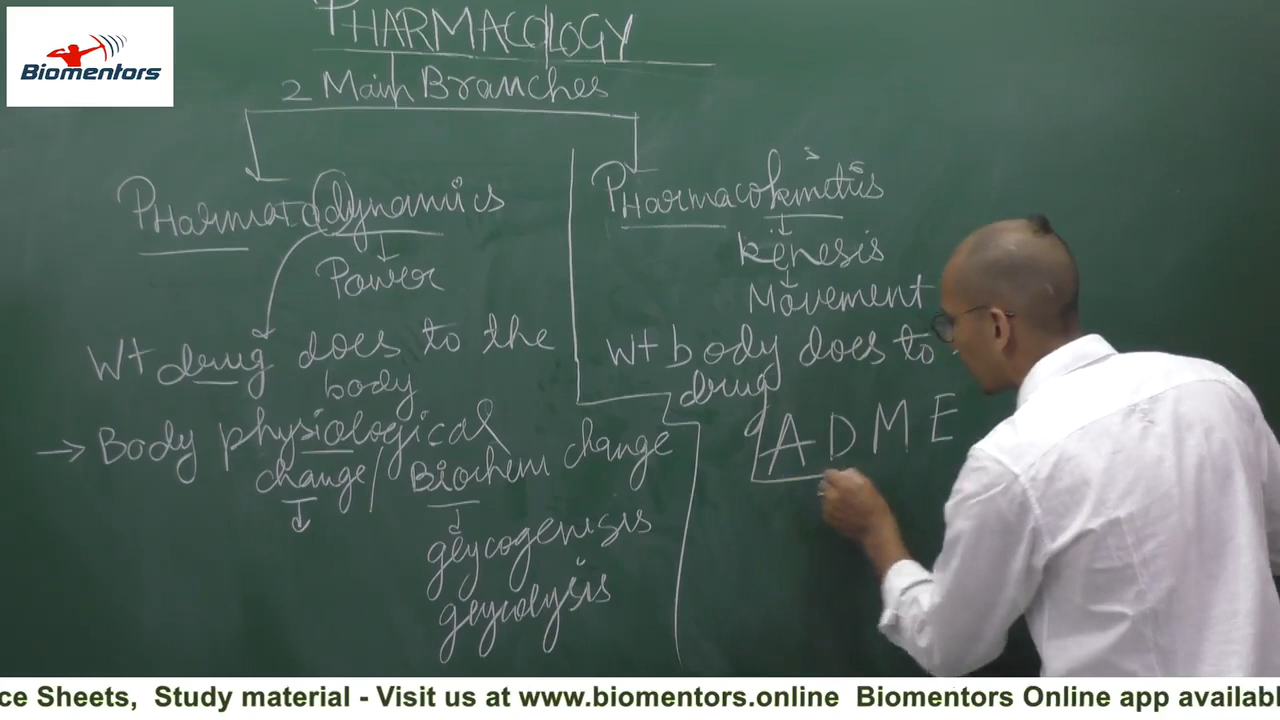 Biomentors
PHARMACOLOGY
2 Main Branches
PHarmacodynamics
Power
Wt drug does to the
body
→ Body physiological
change / Biochem change
glycogenisis
glycolysis
PHarmacokinetics
kenesis
Movement
Wt body does to
drug
A D M E
ce Sheets, Study material - Visit us at www.biomentors.online Biomentors Online app availabl